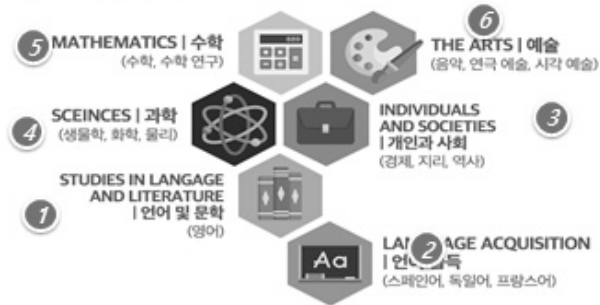 5
MATHEMATICS | 수학
(수학, 수학 연구)
6
THE ARTS | 예술
(음악, 연극 예술, 시각 예술)
4
SCEINCES | 과학
(생물학, 화학, 물리)
3
INDIVIDUALS
AND SOCIETIES
| 개인과 사회
(경제, 지리, 역사)
1
STUDIES IN LANGAGE
AND LITERATURE
| 언어 및 문학
(영어)
Aa
2
ACQUISITION
(스페인어, 독일어, 프랑스어)